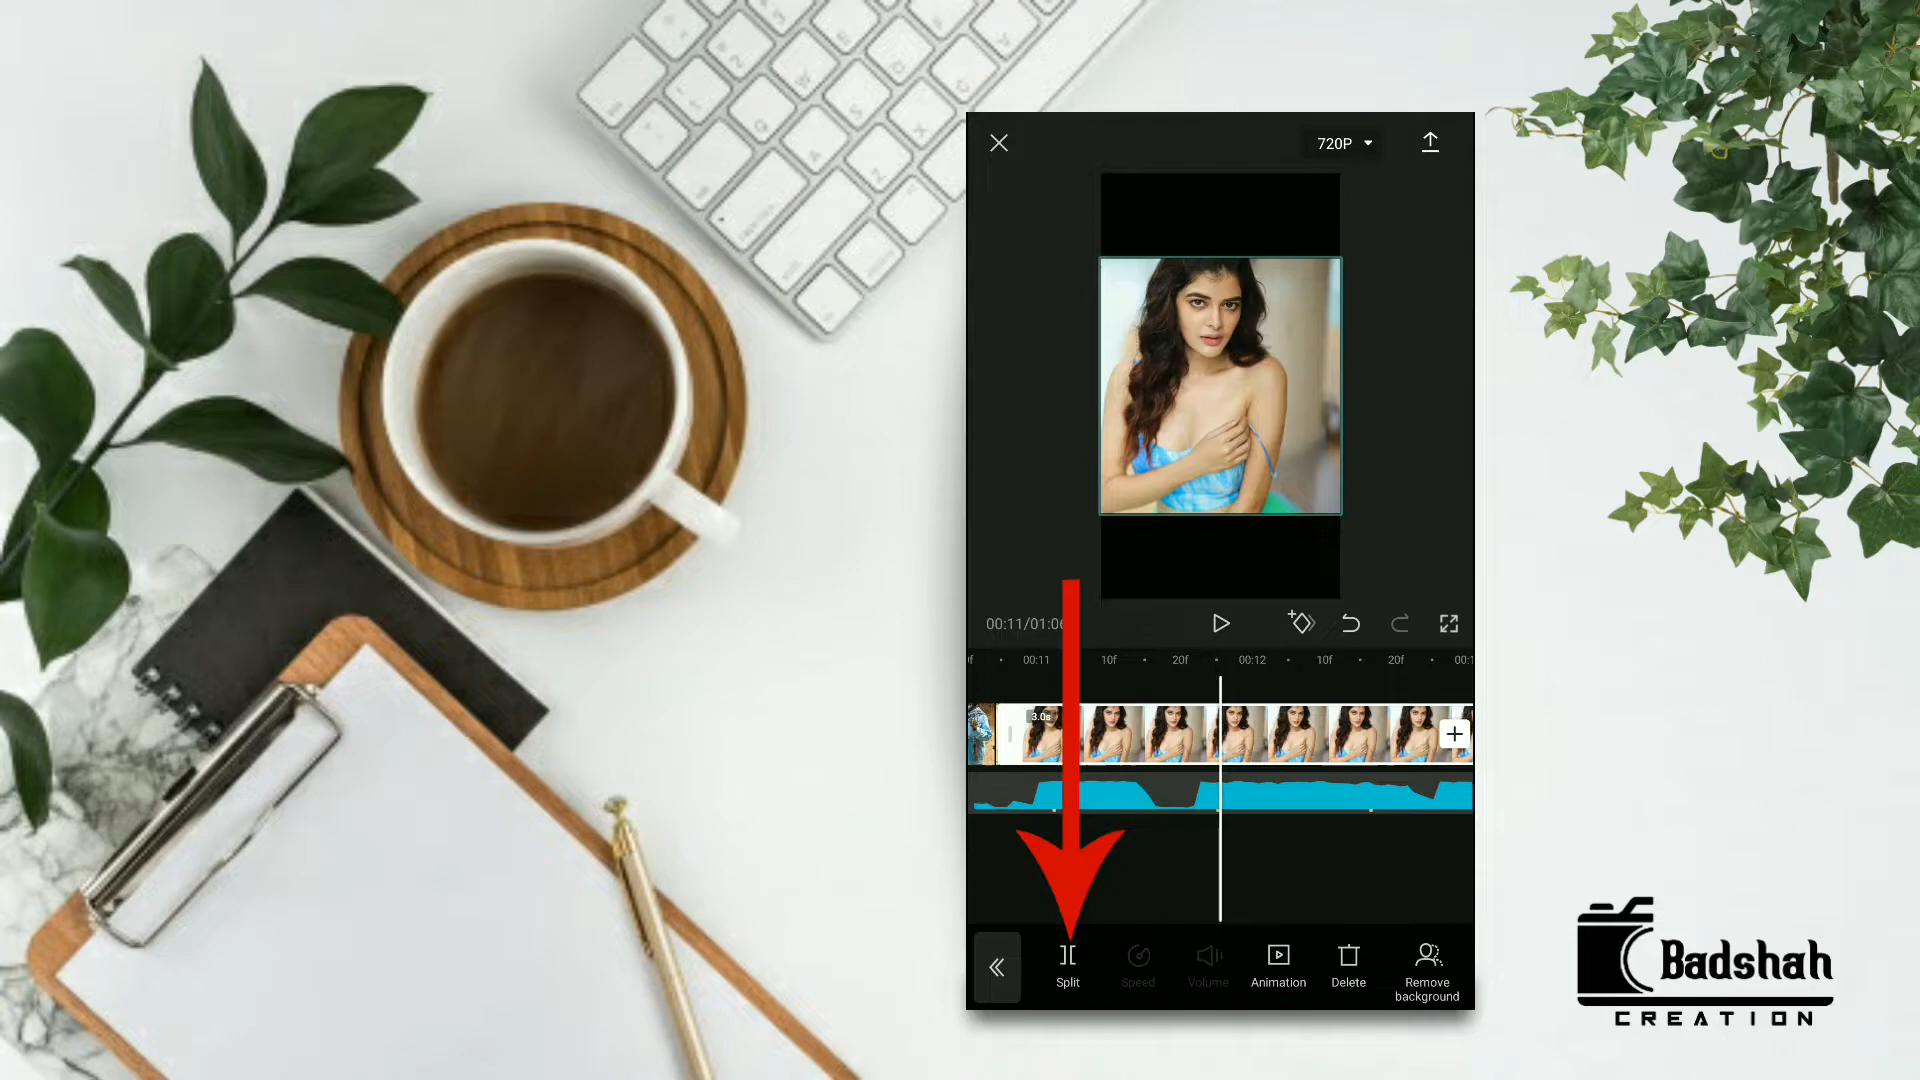 720P
00:11/01:06
f
00:11
10f
20f
00:12
10f
20f
00:1
3.0s
Split
Speed
Volume
Animation
Delete
Remove
background
Badshah
CREATION